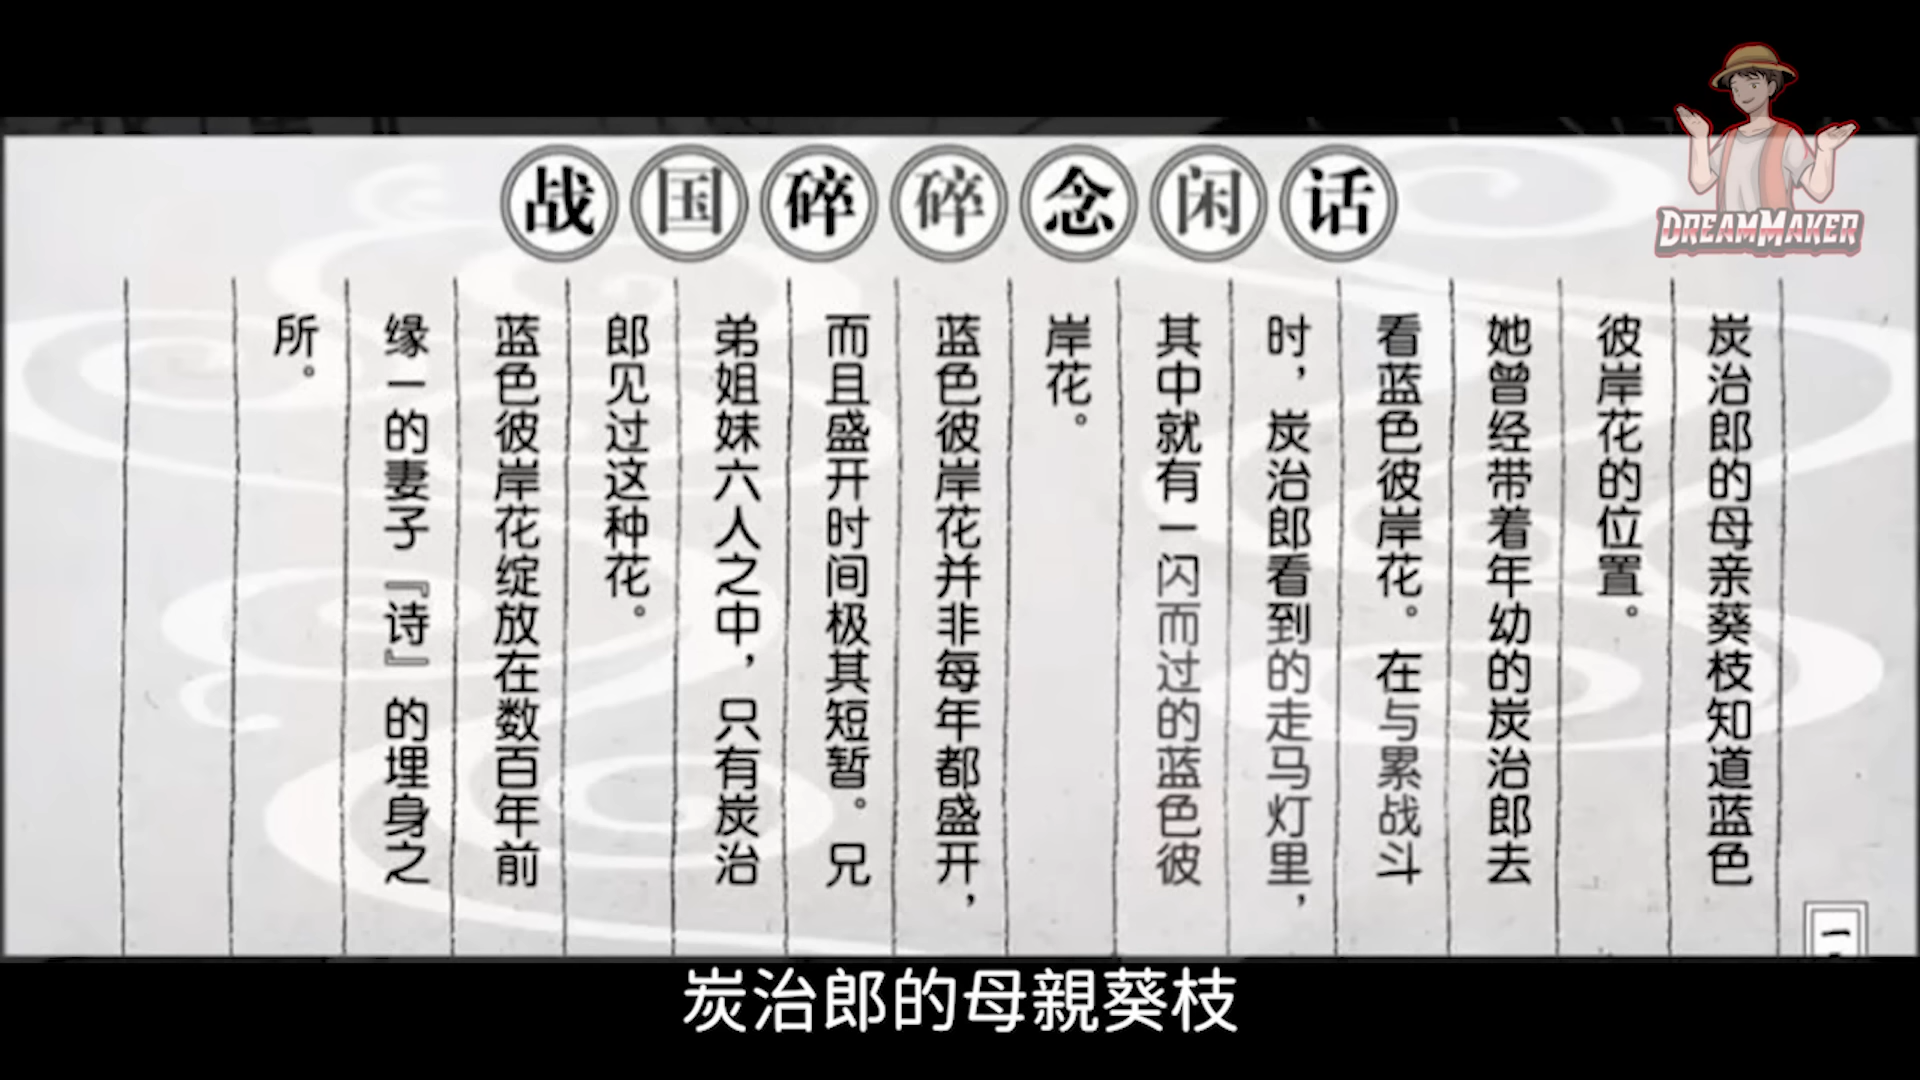 战国碎碎念闲话
DREAMMAKER
炭治郎的母亲葵枝知道蓝色
彼岸花的位置。
她曾经带着年幼的炭治郎去
看蓝色彼岸花。在与累战斗
时，炭治郎看到的走马灯里，
其中就有一闪而过的蓝色彼
岸花。
蓝色彼岸花并非每年都盛开，
而且盛开时间极其短暂。兄
弟姐妹六人之中，只有炭治
郎见过这种花。
蓝色彼岸花绽放在数百年前
缘一的妻子『诗』的埋身之
所。
炭治郎的母親葵枝